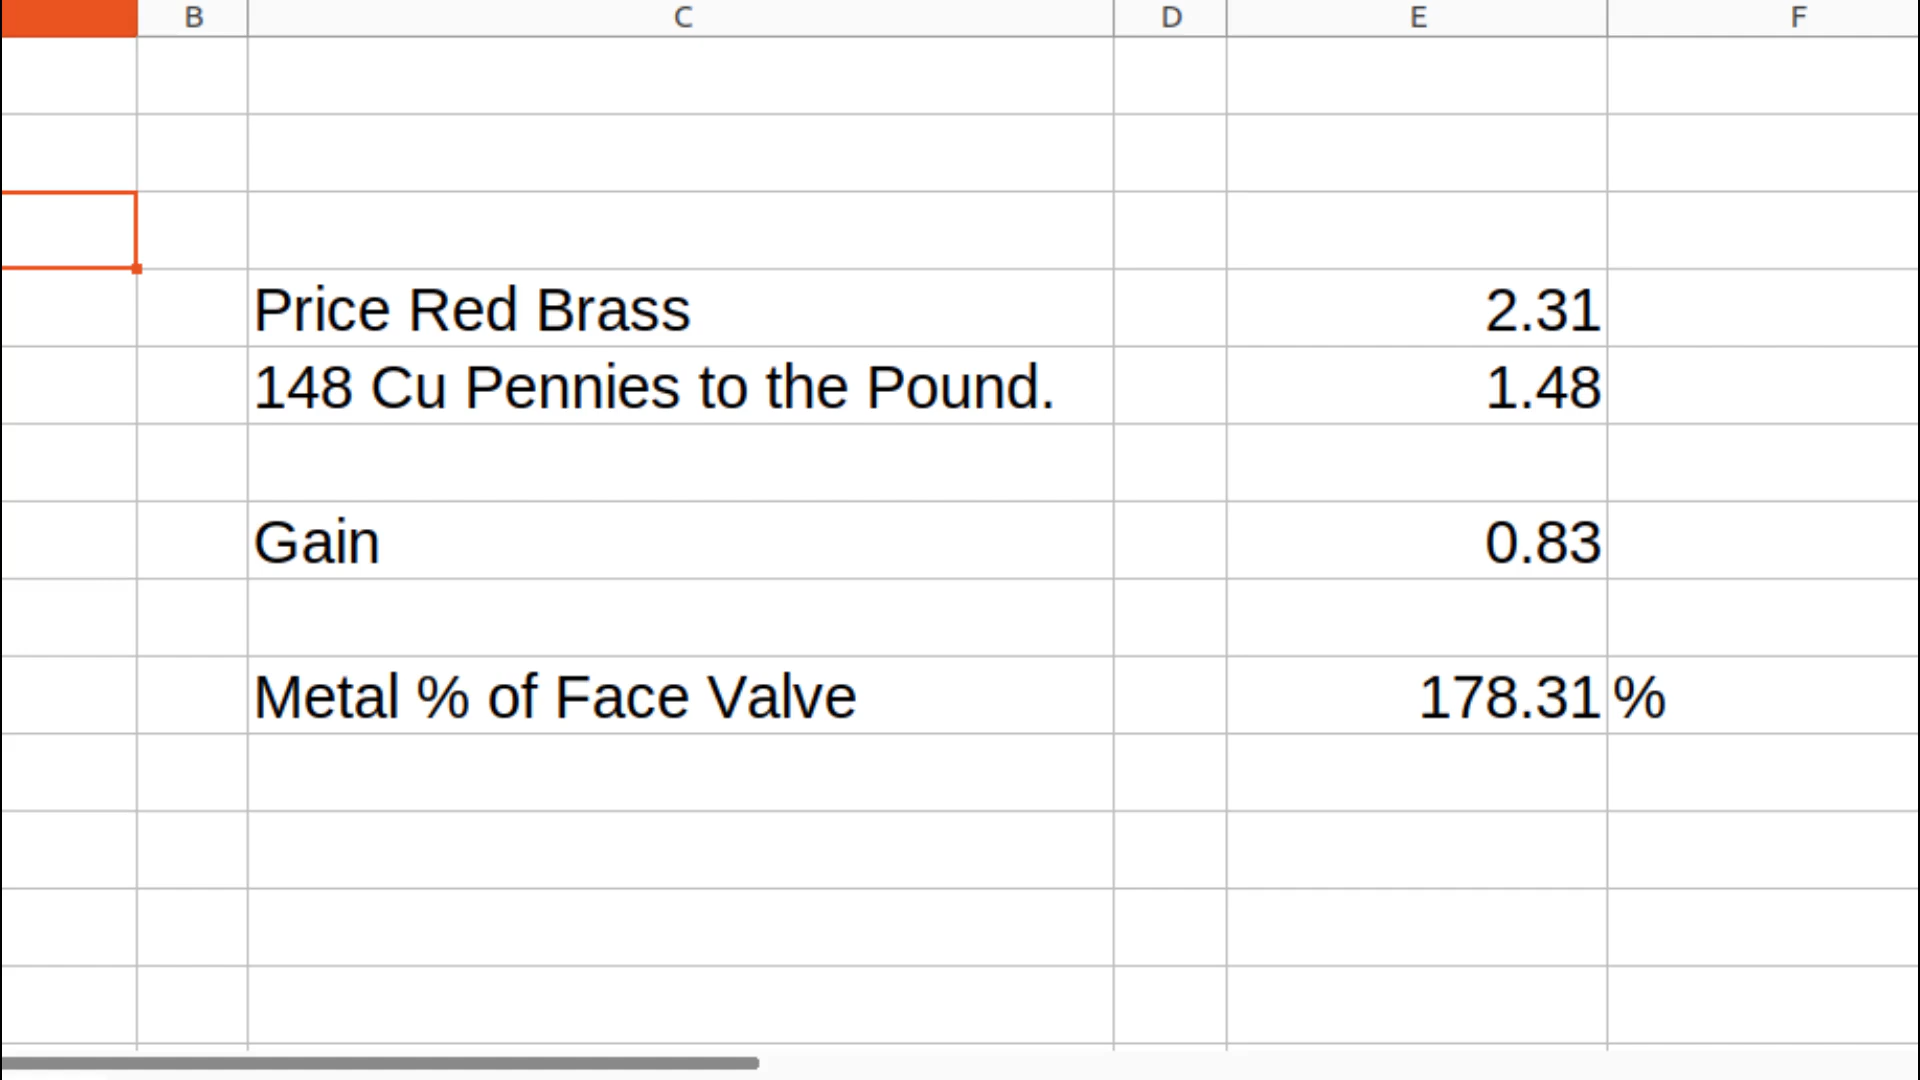 B C D E F
Price Red Brass 2.31
148 Cu Pennies to the Pound. 1.48
Gain 0.83
Metal % of Face Valve 178.31 %